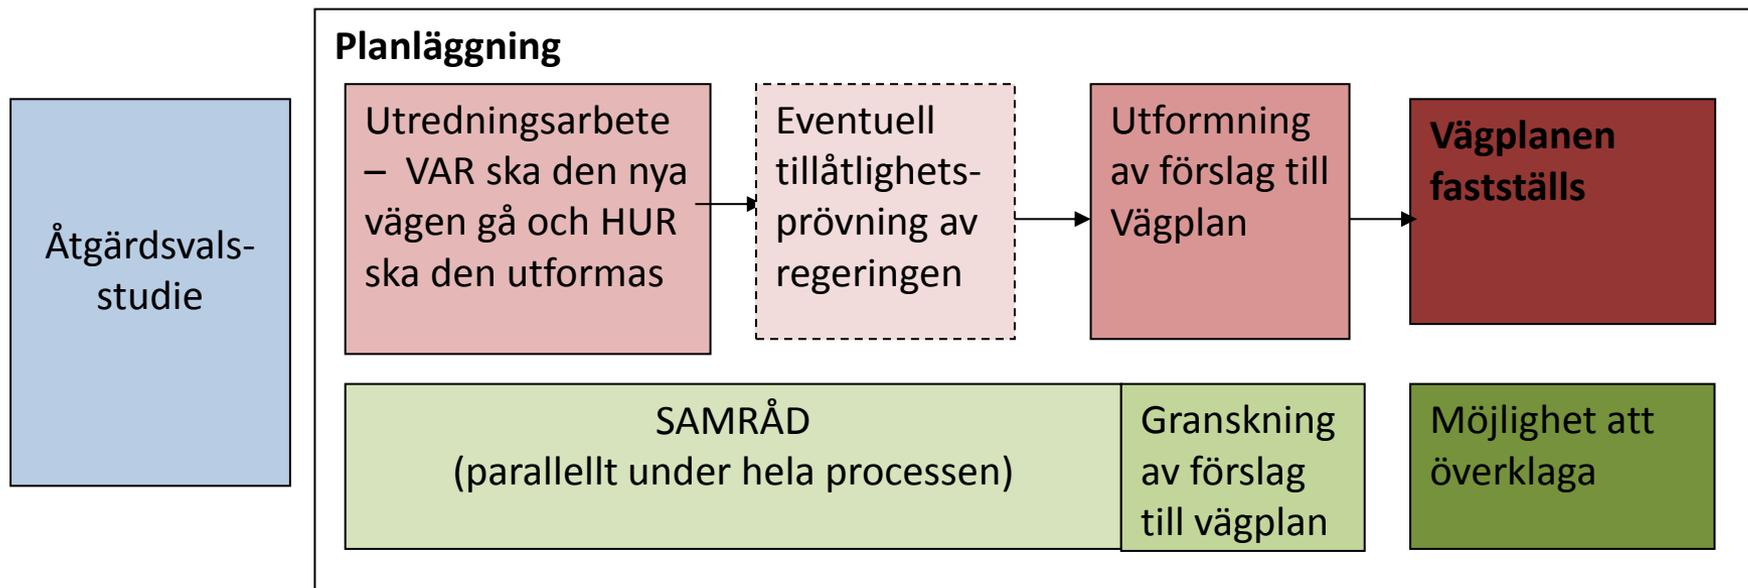 Planläggning
Åtgärdsvals-
studie
Utredningsarbete
– VAR ska den nya
vägen gå och HUR
ska den utformas
Eventuell
tillåtlighets-
prövning av
regeringen
Utformning
av förslag till
Vägplan
Vägplanen
fastställs
SAMRÅD
(parallellt under hela processen)
Granskning
av förslag
till vägplan
Möjlighet att
överklaga